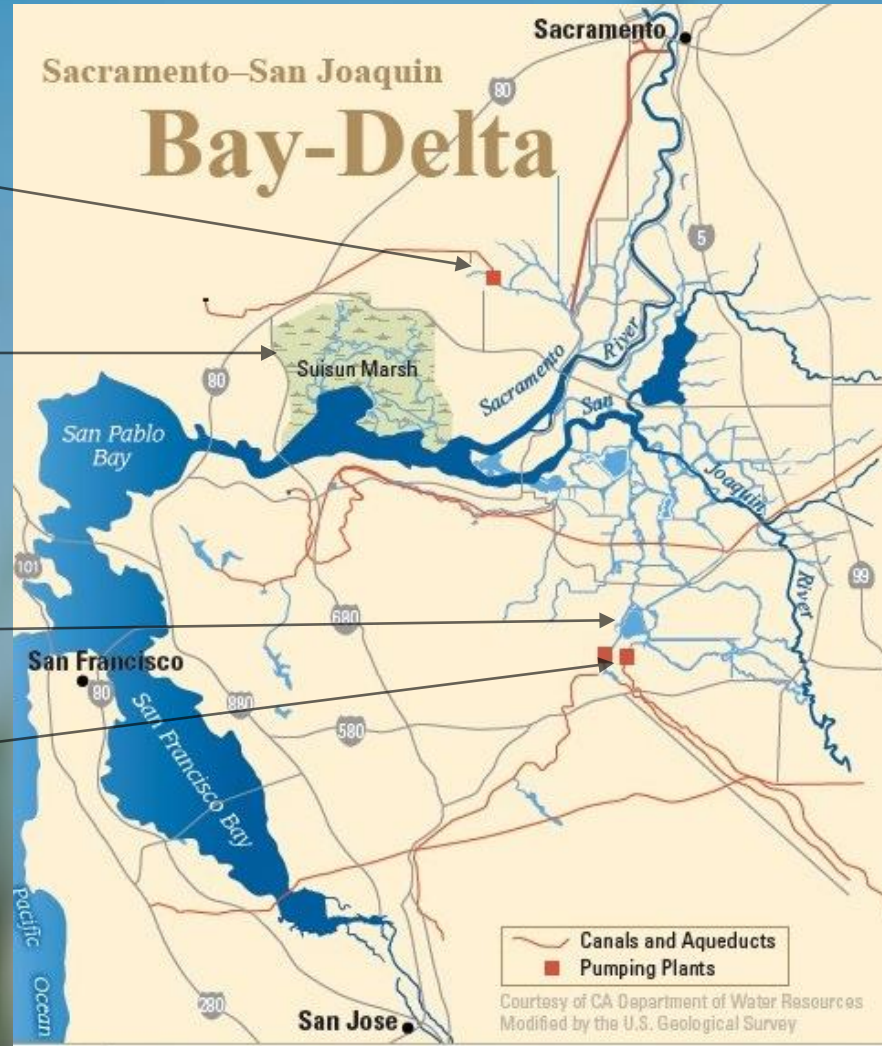 Sacramento
Sacramento–San Joaquin
Bay-Delta
80
5
Suisun Marsh
80
Sacramento
River
San
Joaquin
River
San Pablo
Bay
101
99
680
San Francisco
80
880
580
San Francisco Bay
Pacific
Ocean
280
San Jose
Canals and Aqueducts
Pumping Plants
Courtesy of CA Department of Water Resources
Modified by the U.S. Geological Survey